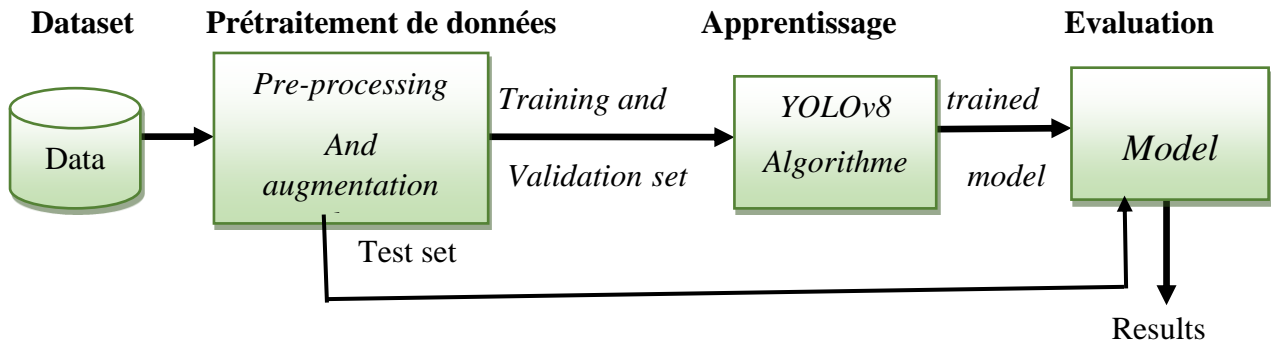 Dataset
Prétraitement de données
Apprentissage
Evaluation
Data
Pre-processing
And
augmentation
Training and
Validation set
YOLOv8
Algorithme
trained
model
Model
Test set
Results